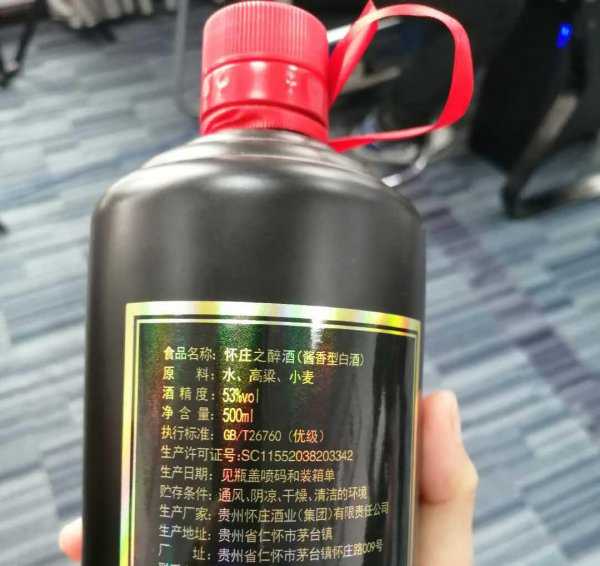 食品名称：怀庄之醉酒（酱香型白酒）
原 料：水、高粱、小麦
酒精度：53%vol
净含量：500ml
执行标准：GB/T26760（优级）
生产许可证号:SC11552038203342
生产日期：见瓶盖喷码和装箱单
贮存条件：通风、阴凉、干燥、清洁的环境
生产厂家：贵州怀庄酒业（集团）有限责任公司
生产地址：贵州省仁怀市茅台镇
厂 址：贵州省仁怀市茅台镇怀庄路009号